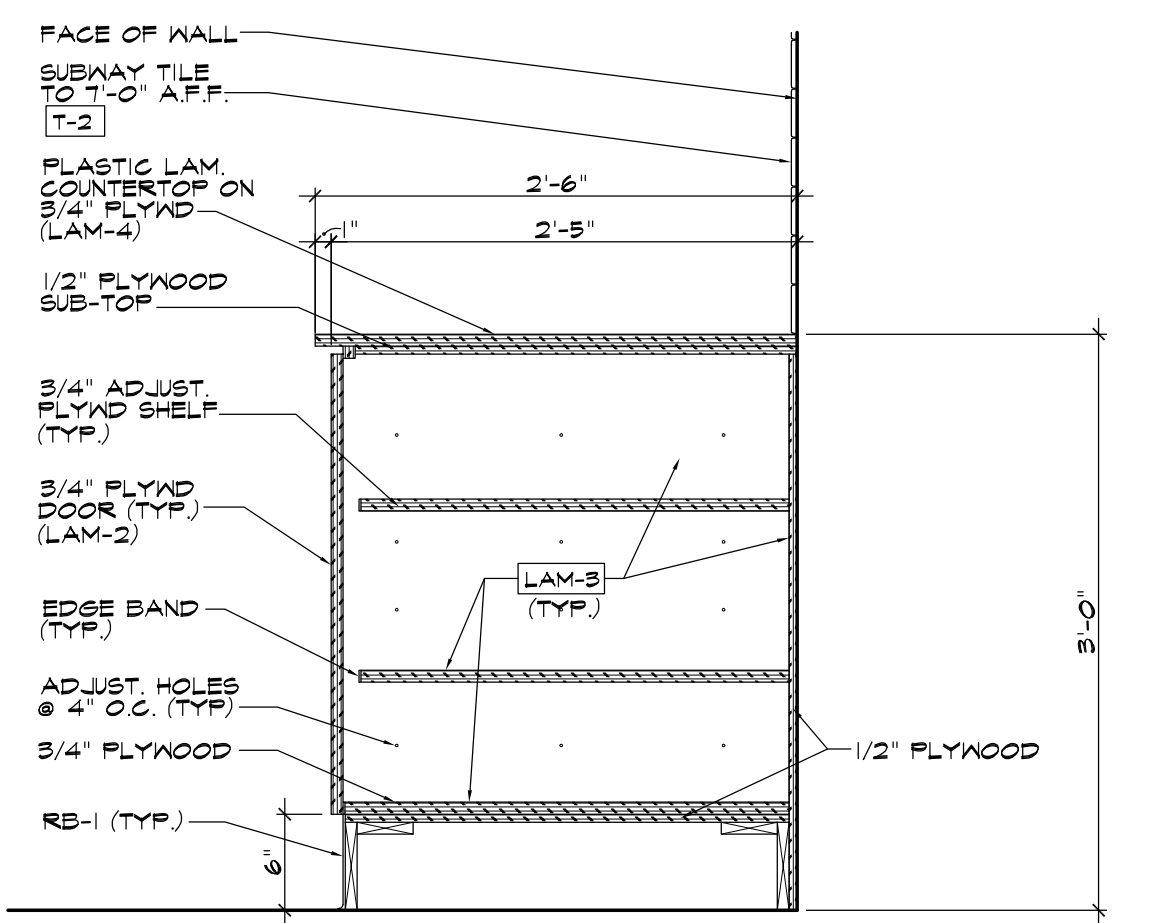 FACE OF WALL
SUBWAY TILE
TO 7'-0" A.F.F.
T-2
PLASTIC LAM.
COUNTERTOP ON
3/4" PLYWD
(LAM-4)
2'-6"
1"
2'-5"
1/2" PLYWOOD
SUB-TOP
3/4" ADJUST.
PLYWD SHELF
(TYP.)
3/4" PLYWD
DOOR (TYP.)
(LAM-2)
LAM-3
(TYP.)
EDGE BAND
(TYP.)
3'-0"
ADJUST. HOLES
@ 4" O.C. (TYP)
3/4" PLYWOOD
1/2" PLYWOOD
RB-1 (TYP.)
6"